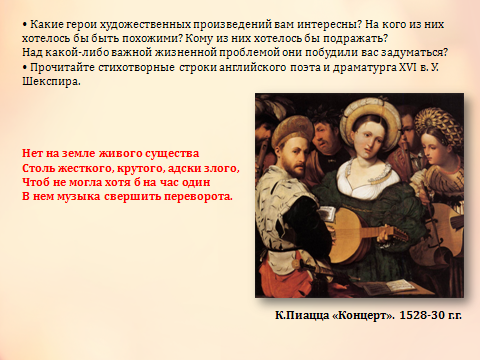 • Какие герои художественных произведений вам интересны? На кого из них
хотелось бы быть похожими? Кому из них хотелось бы подражать?
Над какой-либо важной жизненной проблемой они побудили вас задуматься?
• Прочитайте стихотворные строки английского поэта и драматурга XVI в. У.
Шекспира.
Нет на земле живого существа
Столь жесткого, крутого, адски злого,
Чтоб не могла хотя б на час один
В нем музыка свершить переворота.
К.Пиацца «Концерт». 1528-30 г.г.